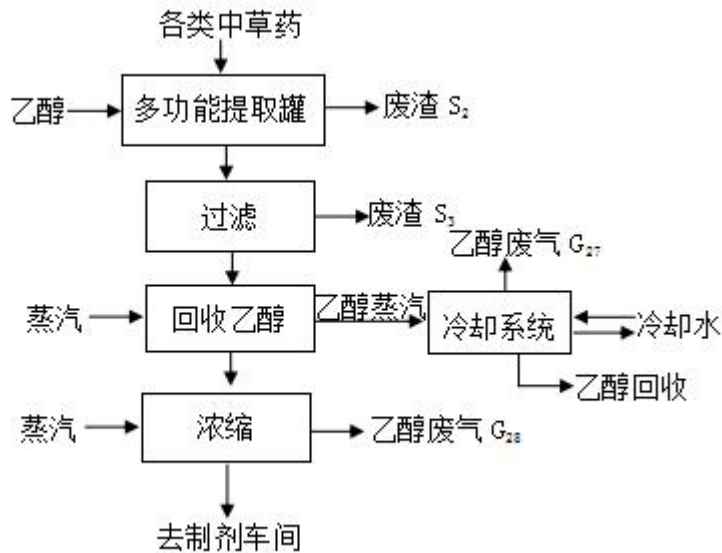 各类中草药
乙醇
多功能提取罐
废渣 S₂
过滤
废渣 S₃
乙醇废气 G₂₇
蒸汽
回收乙醇
乙醇蒸汽
冷却系统
冷却水
乙醇回收
蒸汽
浓缩
乙醇废气 G₂₈
去制剂车间